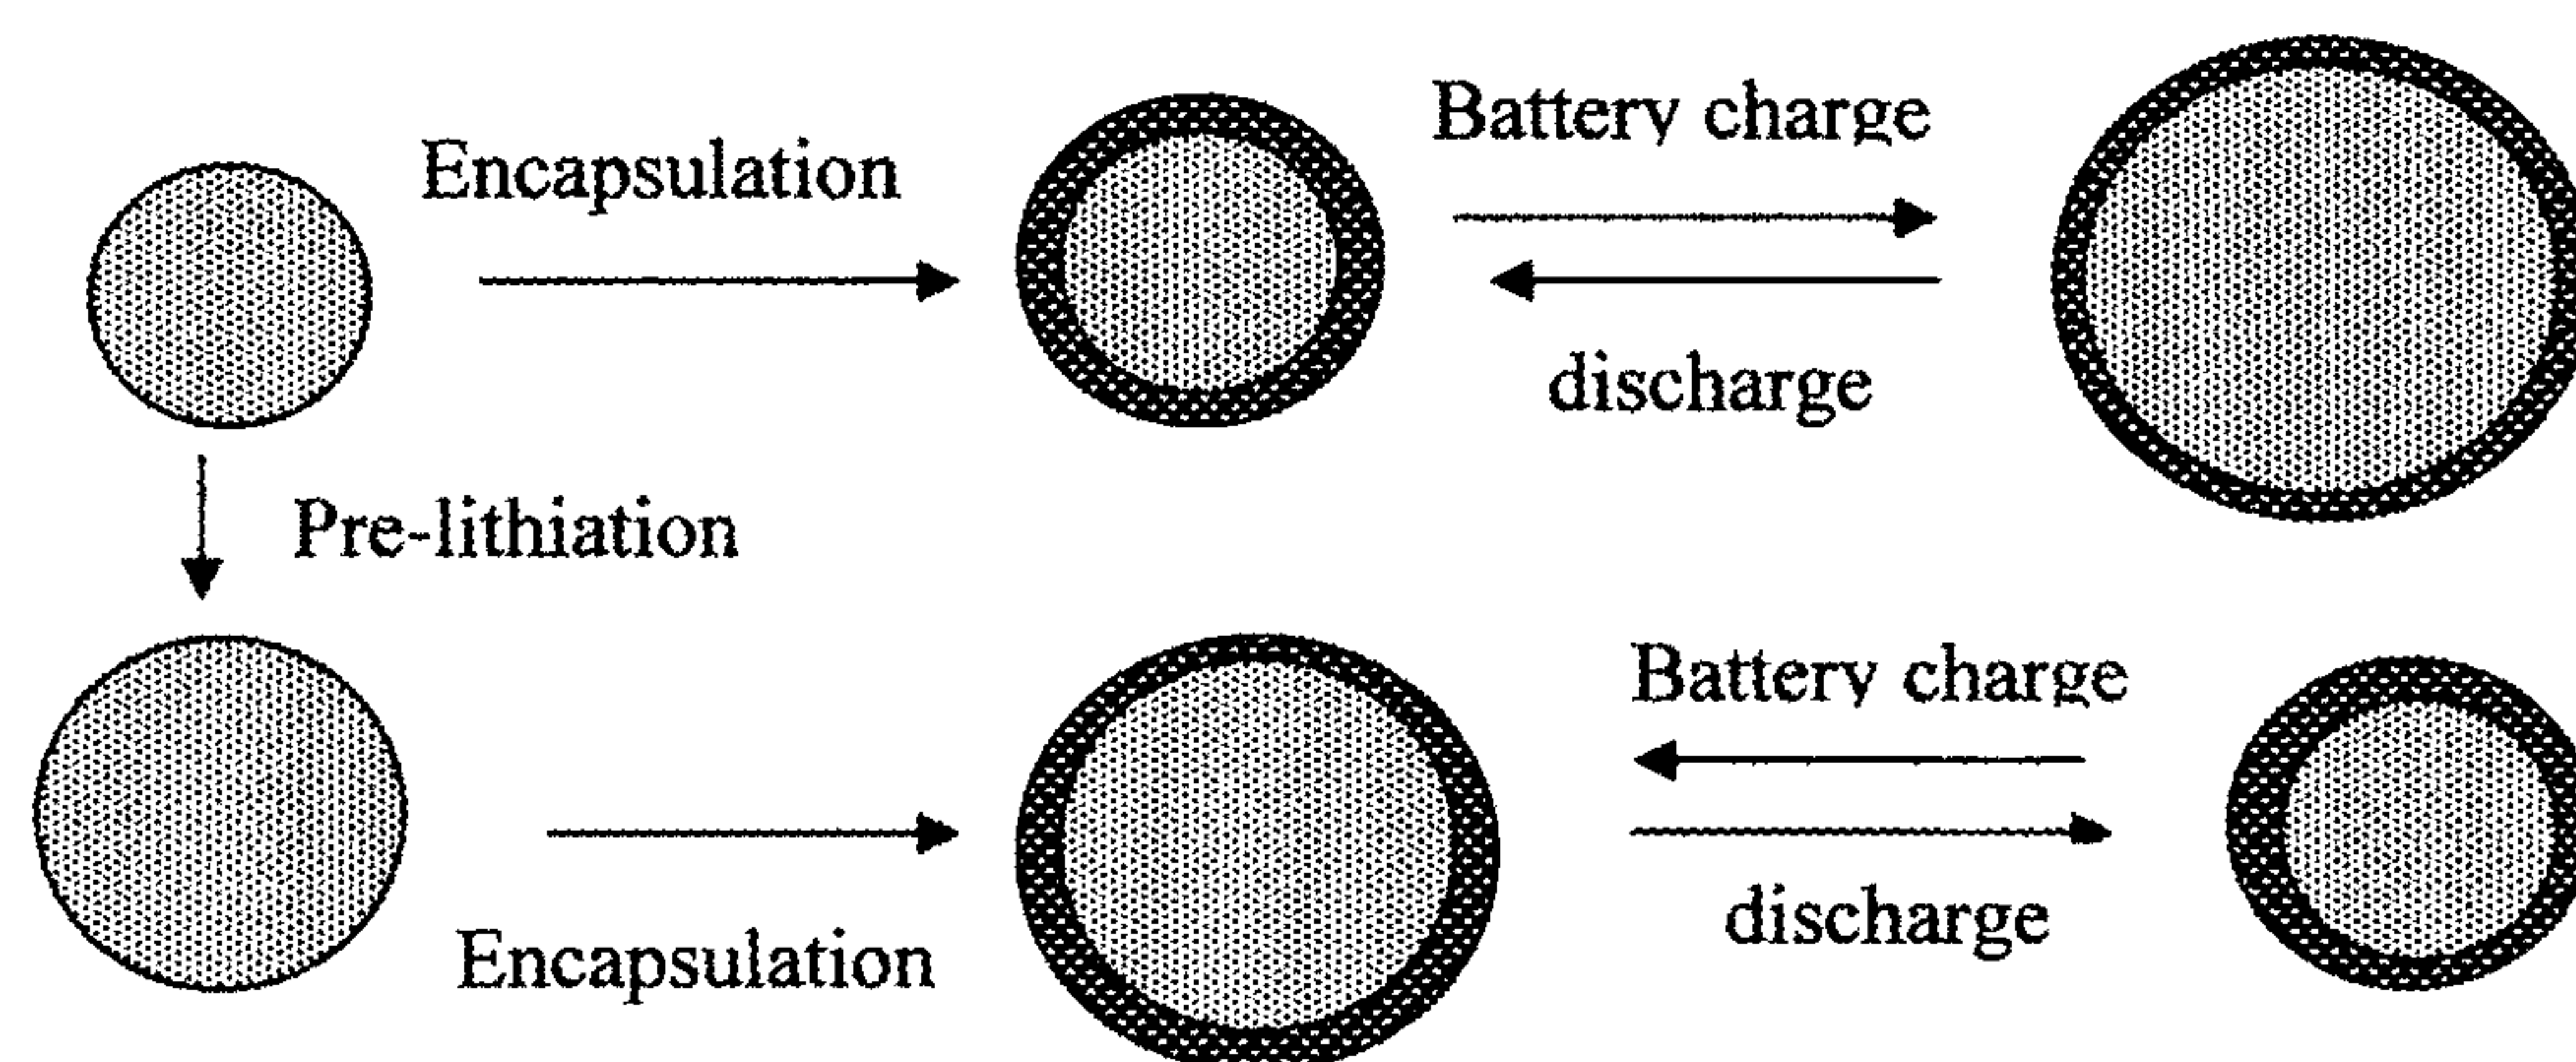 Encapsulation
Battery charge
discharge
Pre-lithiation
Battery charge
discharge
Encapsulation